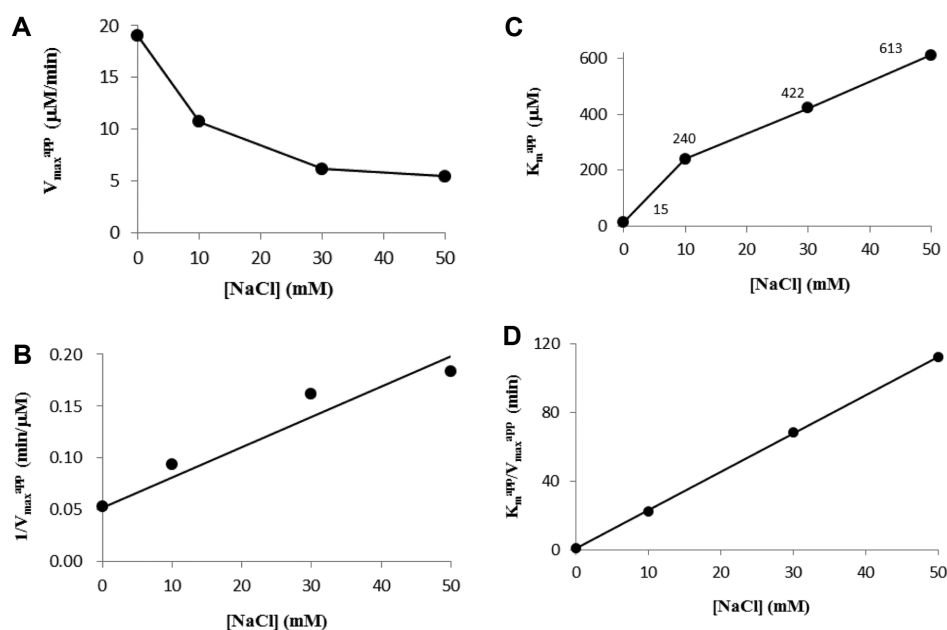 A
V_max^app (µM/min)
20
15
10
5
0
0 10 20 30 40 50
[NaCl] (mM)
B
1/V_max^app (min/µM)
0.20
0.15
0.10
0.05
0.00
0 10 20 30 40 50
[NaCl] (mM)
C
K_m^app (µM)
600
400
200
0
15
240
422
613
0 10 20 30 40 50
[NaCl] (mM)
D
K_m^app/V_max^app (min)
120
80
40
0
0 10 20 30 40 50
[NaCl] (mM)